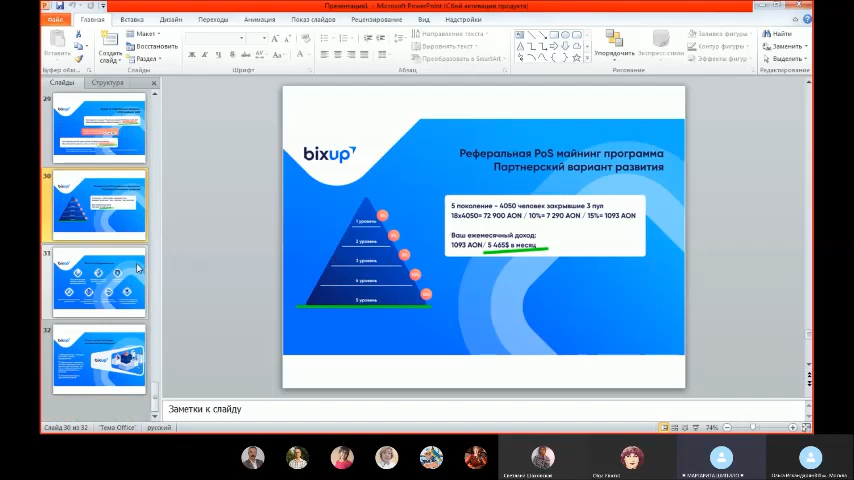 Презентация1 - Microsoft PowerPoint (Сбой активации продукта)
Файл
Главная
Вставка
Дизайн
Переходы
Анимация
Показ слайдов
Рецензирование
Вид
Надстройки
Вставить
Буфер обм...
Создать слайд
Макет
Восстановить
Раздел
Слайды
Шрифт
Направление текста
Выровнять текст
Преобразовать в SmartArt
Абзац
Упорядочить
Экспресс-стили
Заливка фигуры
Контур фигуры
Эффекты фигур
Рисование
Найти
Заменить
Выделить
Редактирование
Слайды
Структура
29
30
31
32
bixup
Реферальная PoS майнинг программа
Партнерский вариант развития
1 уровень
2 уровень
3 уровень
4 уровень
5 уровень
5 поколение - 4050 человек закрывшие 3 пул
18х4050= 72 900 AON / 10%= 7 290 AON / 15%= 1093 AON
Ваш ежемесячный доход:
1093 AON/ 5 465$ в месяц
Заметки к слайду
Слайд 30 из 32
"Тема Office"
русский
74%